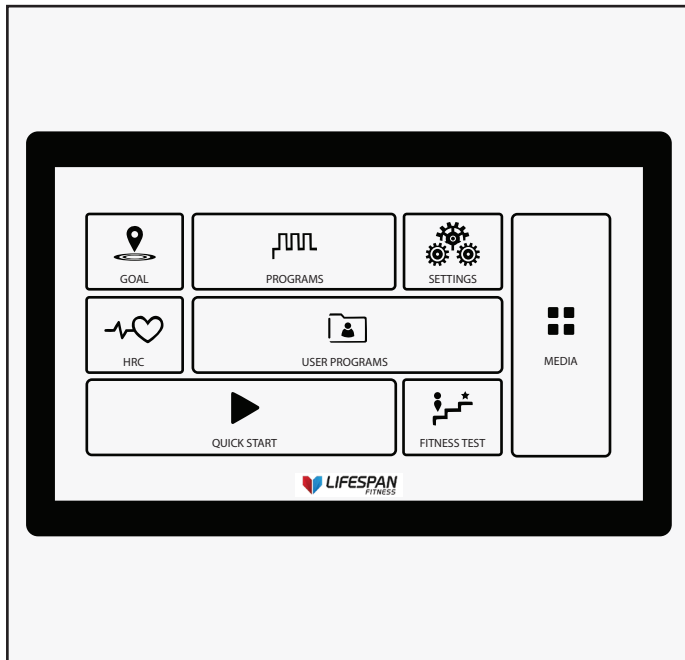 GOAL
PROGRAMS
SETTINGS
HRC
USER PROGRAMS
MEDIA
QUICK START
FITNESS TEST
LIFESPAN
FITNESS